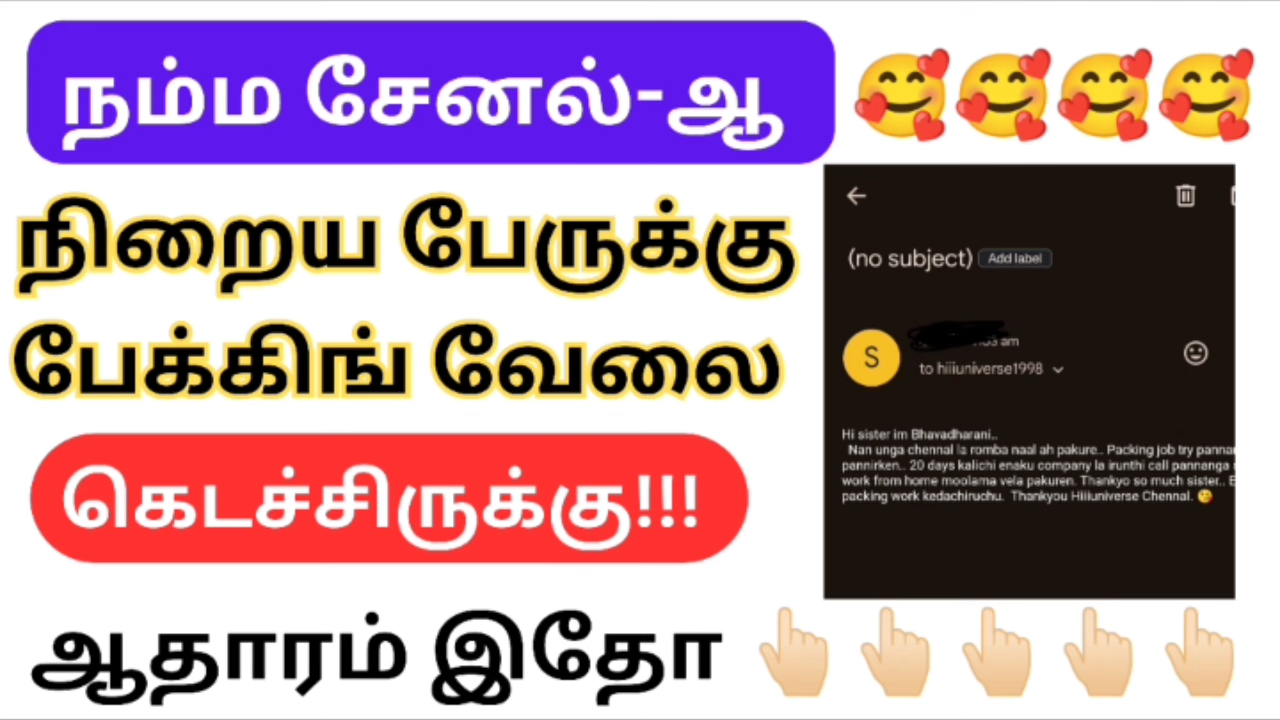 நம்ம சேனல்-ஆ
நிறைய பேருக்கு
பேக்கிங் வேலை
கெடச்சிருக்கு!!!
ஆதாரம் இதோ
(no subject) Add label
S
am
to hiiiuniverse1998
Hi sister im Bhavadharani..
Nan unga chennal la romba naal ah pakure.. Packing job try pannar
pannirken.. 20 days kalichi enaku company la irunthi call pannanga
work from home moolama vela pakuren. Thankyo so much sister..
packing work kedachiruchu. Thankyou Hiiiuniverse Chennal.